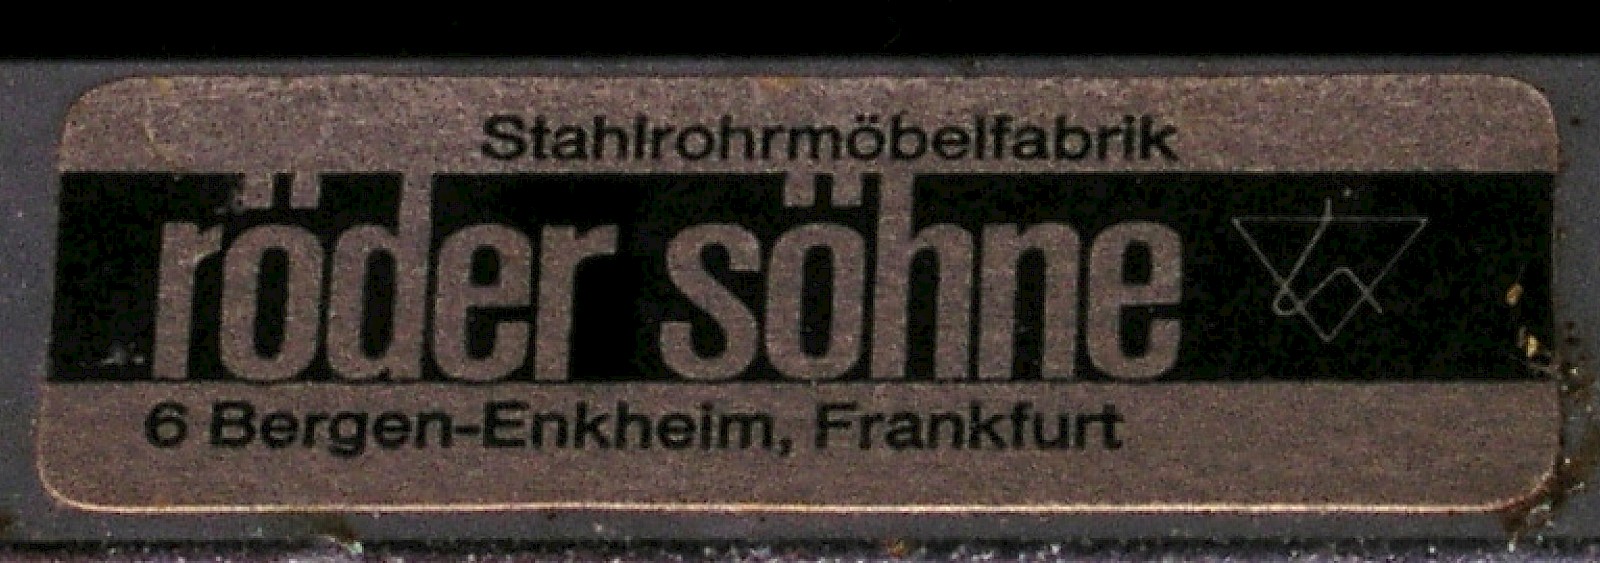 Stahlrohrmöbelfabrik
röder söhne
6 Bergen-Enkheim, Frankfurt